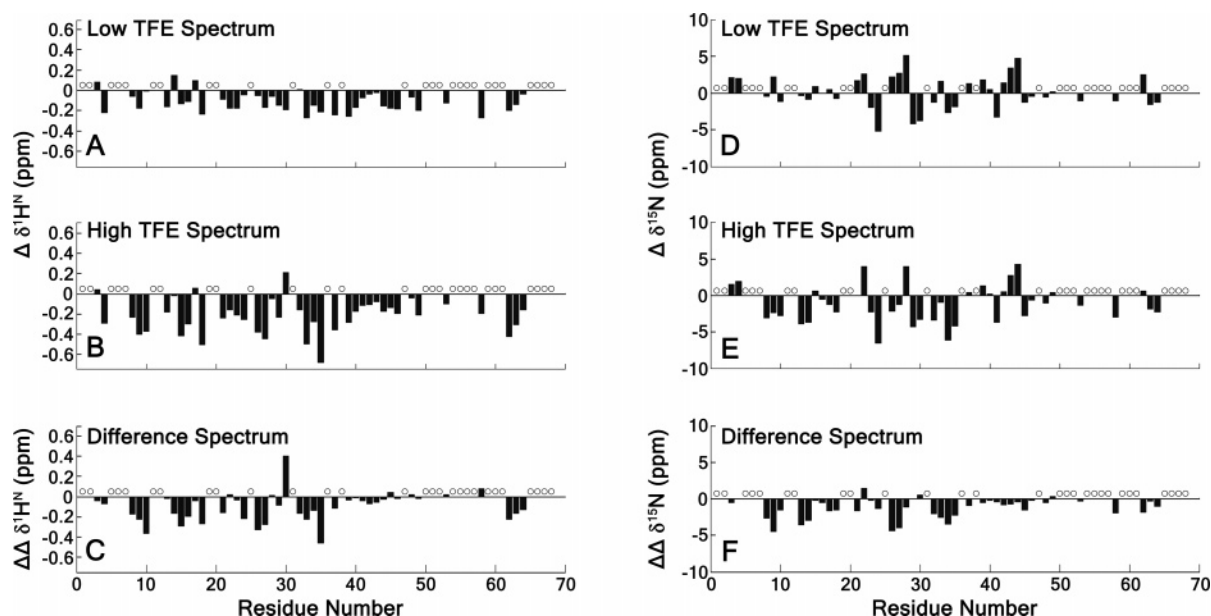 Low TFE Spectrum
0.6
0.4
0.2
0
-0.2
-0.4
-0.6
A
Δ δ¹Hᴺ (ppm)
High TFE Spectrum
0.6
0.4
0.2
0
-0.2
-0.4
-0.6
B
Difference Spectrum
0.6
0.4
0.2
0
-0.2
-0.4
-0.6
C
ΔΔ δ¹Hᴺ (ppm)
0 10 20 30 40 50 60 70
Residue Number
Low TFE Spectrum
10
5
0
-5
-10
D
Δ δ¹⁵N (ppm)
High TFE Spectrum
10
5
0
-5
-10
E
Difference Spectrum
10
5
0
-5
-10
F
ΔΔ δ¹⁵N (ppm)
0 10 20 30 40 50 60 70
Residue Number